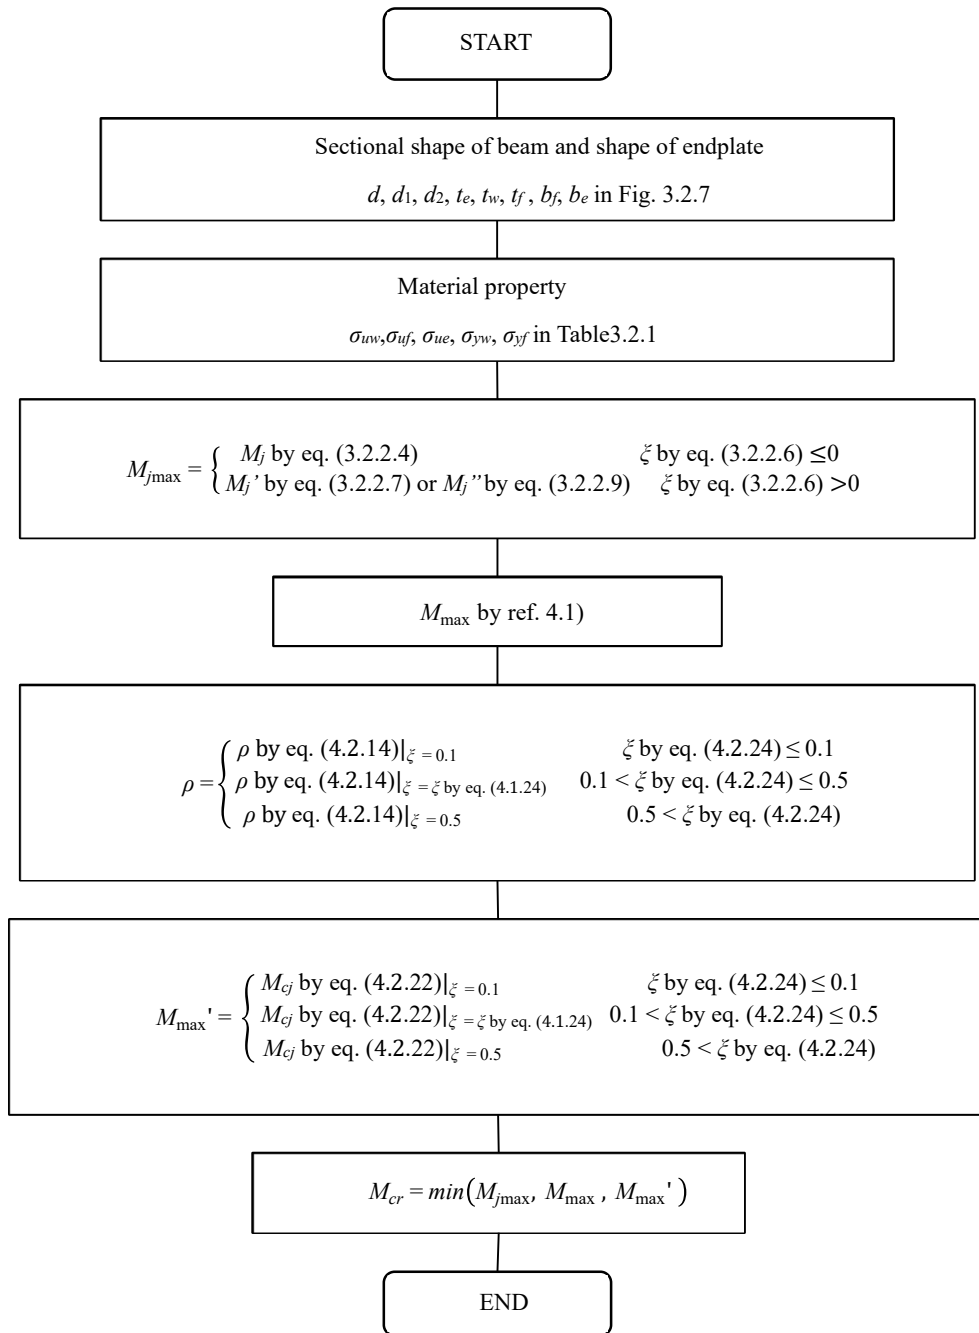 START
Sectional shape of beam and shape of endplate
d, d1, d2, te, tw, tf , bf, be in Fig. 3.2.7
Material property
σuw,σuf, σue, σyw, σyf in Table3.2.1
Mjmax = { Mj by eq. (3.2.2.4) ξ by eq. (3.2.2.6) ≤0
Mj’ by eq. (3.2.2.7) or Mj’’ by eq. (3.2.2.9) ξ by eq. (3.2.2.6) >0
Mmax by ref. 4.1)
ρ by eq. (4.2.14)|ξ = 0.1 ξ by eq. (4.2.24) ≤ 0.1
ρ = { ρ by eq. (4.2.14)|ξ = ξ by eq. (4.1.24) 0.1 < ξ by eq. (4.2.24) ≤ 0.5
ρ by eq. (4.2.14)|ξ = 0.5 0.5 < ξ by eq. (4.2.24)
Mcj by eq. (4.2.22)|ξ = 0.1 ξ by eq. (4.2.24) ≤ 0.1
Mmax' = { Mcj by eq. (4.2.22)|ξ = ξ by eq. (4.1.24) 0.1 < ξ by eq. (4.2.24) ≤ 0.5
Mcj by eq. (4.2.22)|ξ = 0.5 0.5 < ξ by eq. (4.2.24)
Mcr = min(Mjmax, Mmax , Mmax' )
END